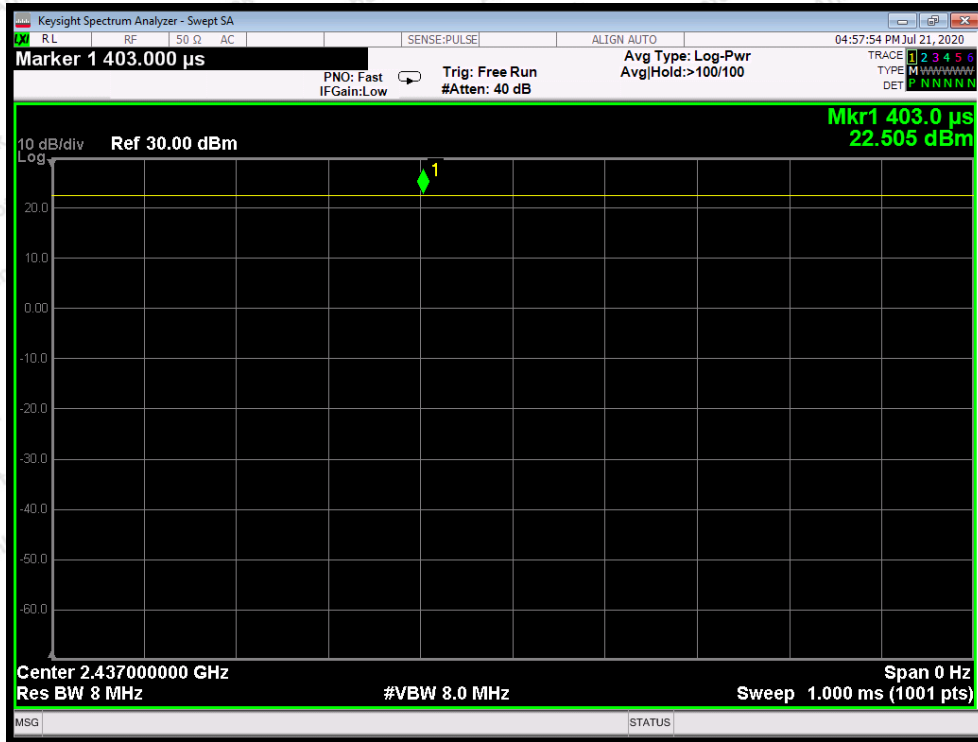 Keysight Spectrum Analyzer - Swept SA
LXI RL RF 50 Ω AC SENSE:PULSE ALIGN AUTO 04:57:54 PM Jul 21, 2020
Marker 1 403.000 µs
PNO: Fast
IFGain:Low
Trig: Free Run
#Atten: 40 dB
Avg Type: Log-Pwr
Avg|Hold:>100/100
TRACE 1 2 3 4 5 6
TYPE M WWWWW
DET P N N N N N
Mkr1 403.0 µs
22.505 dBm
10 dB/div Ref 30.00 dBm
Log
1
20.0
10.0
0.00
-10.0
-20.0
-30.0
-40.0
-50.0
-60.0
Center 2.437000000 GHz Span 0 Hz
Res BW 8 MHz #VBW 8.0 MHz Sweep 1.000 ms (1001 pts)
MSG STATUS